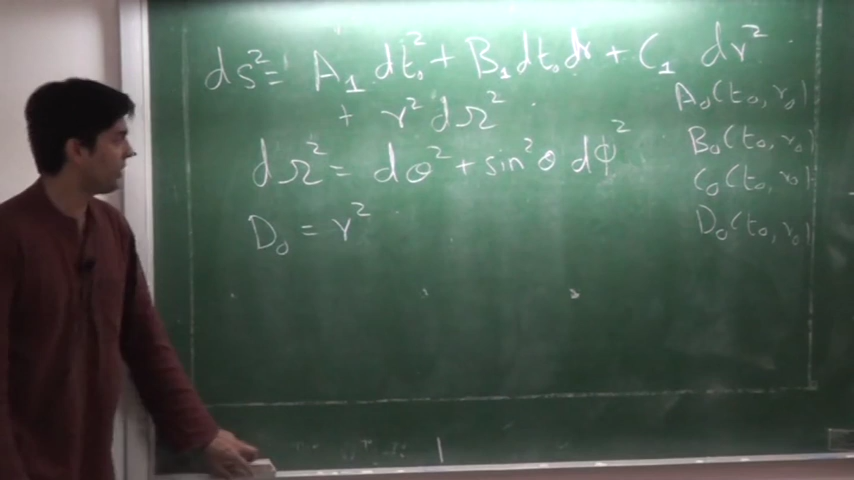 ds² = A₁ dt₀² + B₁ dt₀ dr + C₁ dr²
+ r² dΩ²
dΩ² = dθ² + sin²θ dϕ²
D₀ = r²
A₀(t₀, r₀)
B₀(t₀, r₀)
C₀(t₀, r₀)
D₀(t₀, r₀)